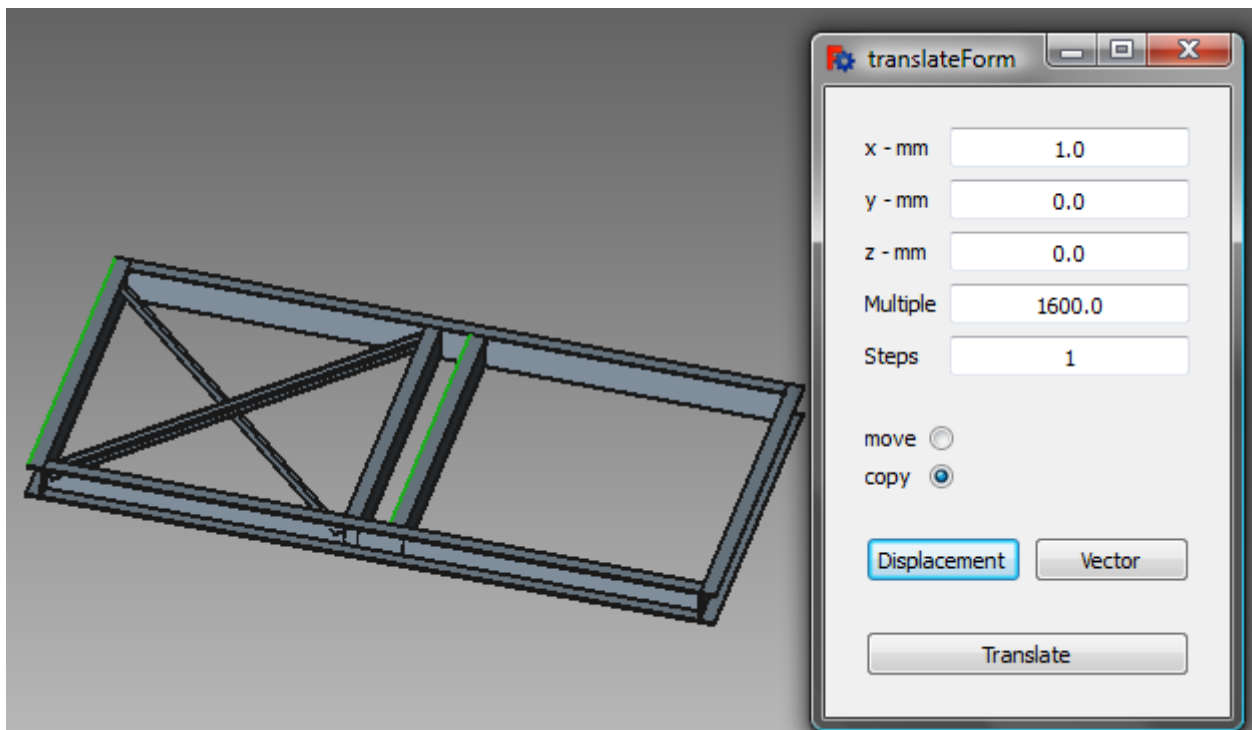 translateForm
x - mm 1.0
y - mm 0.0
z - mm 0.0
Multiple 1600.0
Steps 1
move
copy
Displacement Vector
Translate